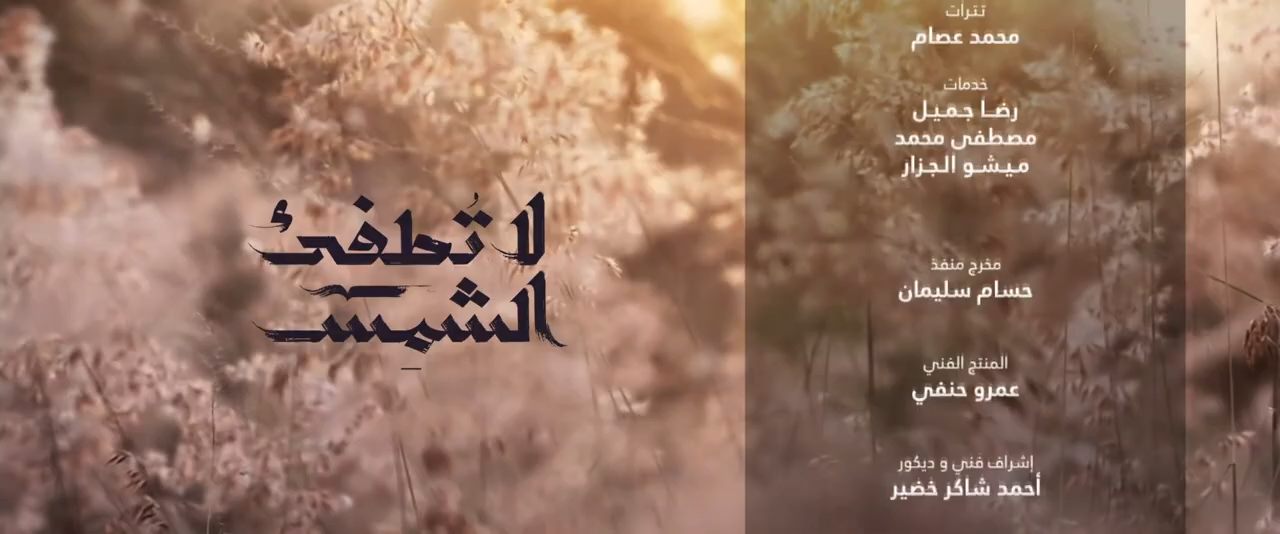 لا تُطفئ
الشمس
تترات
محمد عصام
خدمات
رضا جميل
مصطفى محمد
ميشو الجزار
مخرج منفذ
حسام سليمان
المنتج الفني
عمرو حنفي
إشراف فني و ديكور
أحمد شاكر خضير